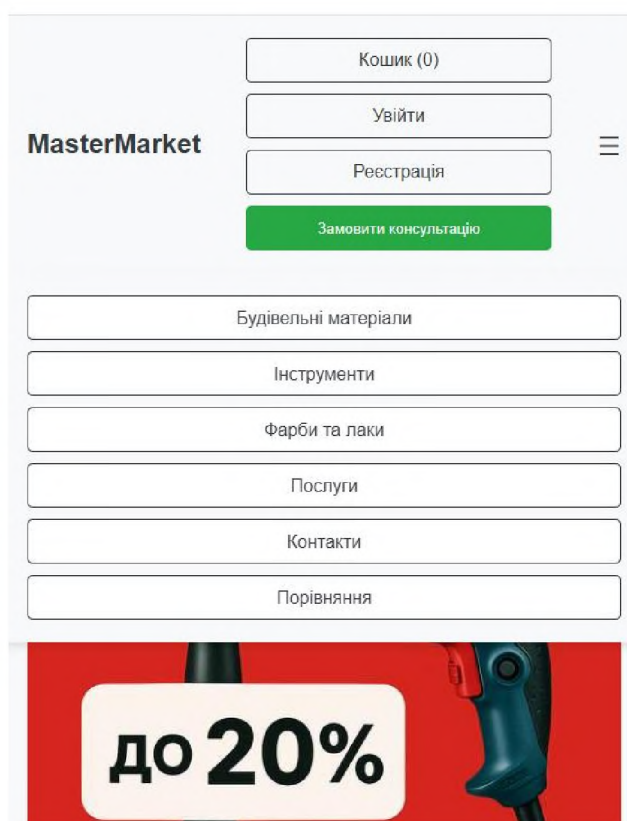 MasterMarket
Кошик (0)
Увійти
Реєстрація
Замовити консультацію
Будівельні матеріали
Інструменти
Фарби та лаки
Послуги
Контакти
Порівняння
до 20%